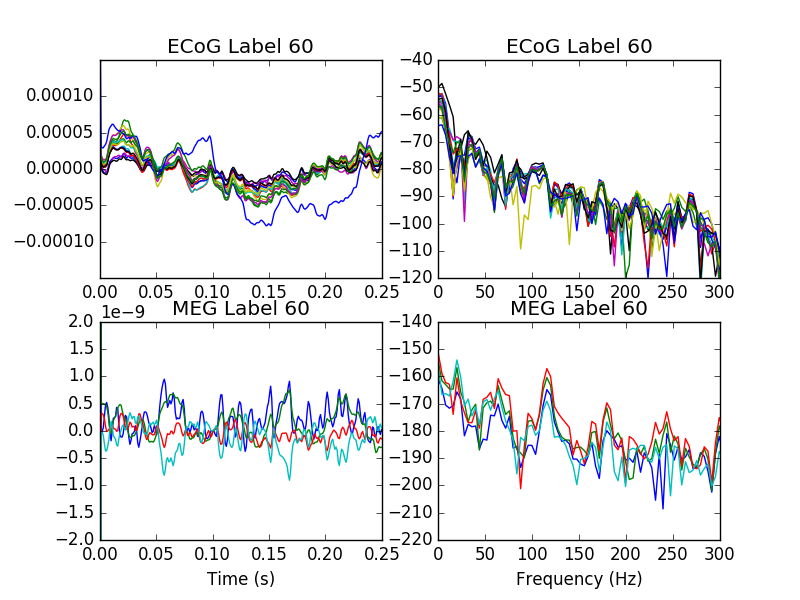 ECoG Label 60
ECoG Label 60
0.00010
0.00005
0.00000
−0.00005
−0.00010
0.00 0.05 0.10 0.15 0.20 0.25
−40
−50
−60
−70
−80
−90
−100
−110
−120
0 50 100 150 200 250 300
1e−9
MEG Label 60
MEG Label 60
2.0
1.5
1.0
0.5
0.0
−0.5
−1.0
−1.5
−2.0
0.00 0.05 0.10 0.15 0.20 0.25
Time (s)
−140
−150
−160
−170
−180
−190
−200
−210
−220
0 50 100 150 200 250 300
Frequency (Hz)